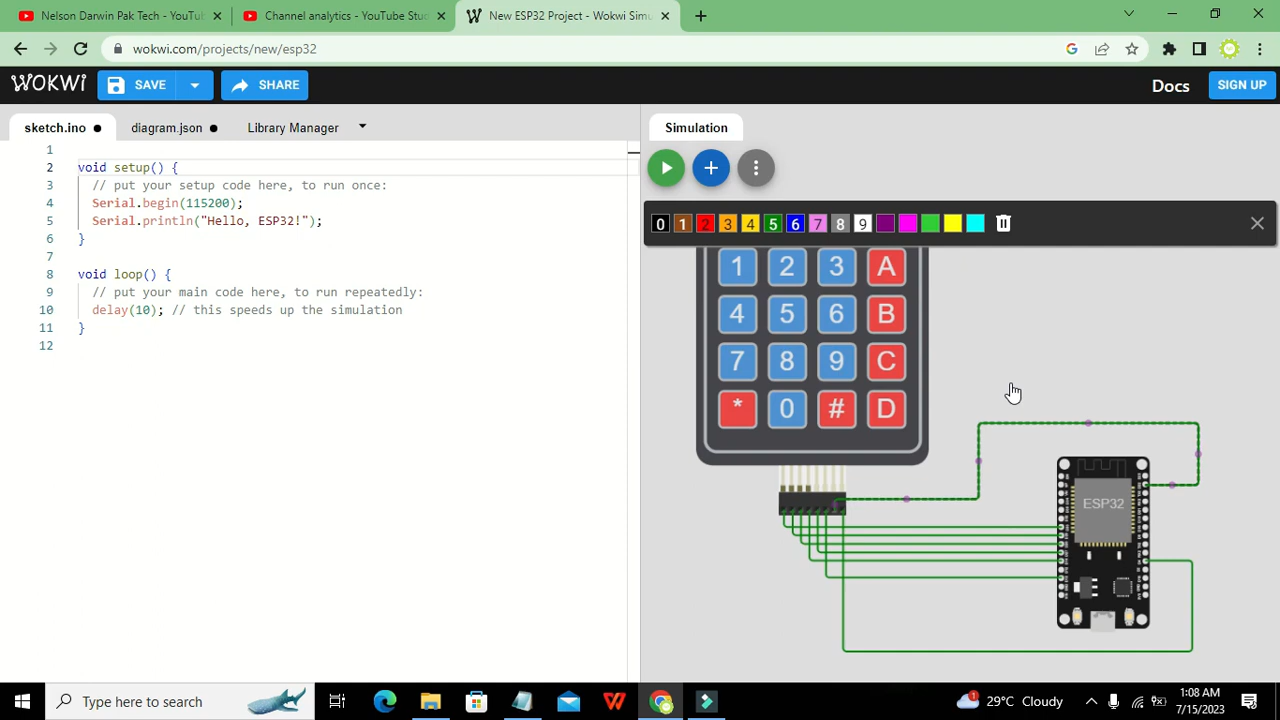 Nelson Darwin Pak Tech - YouTub
Channel analytics - YouTube Stud
New ESP32 Project - Wokwi Simu
wokwi.com/projects/new/esp32
WOKWI
SAVE
SHARE
Docs
SIGN UP
sketch.ino
diagram.json
Library Manager
Simulation
1
2 void setup() {
3 // put your setup code here, to run once:
4 Serial.begin(115200);
5 Serial.println("Hello, ESP32!");
6 }
7
8 void loop() {
9 // put your main code here, to run repeatedly:
10 delay(10); // this speeds up the simulation
11 }
12
0 1 2 3 4 5 6 7 8 9
1 2 3 A
4 5 6 B
7 8 9 C
* 0 # D
ESP32
Type here to search
1
29°C Cloudy
1:08 AM
7/15/2023